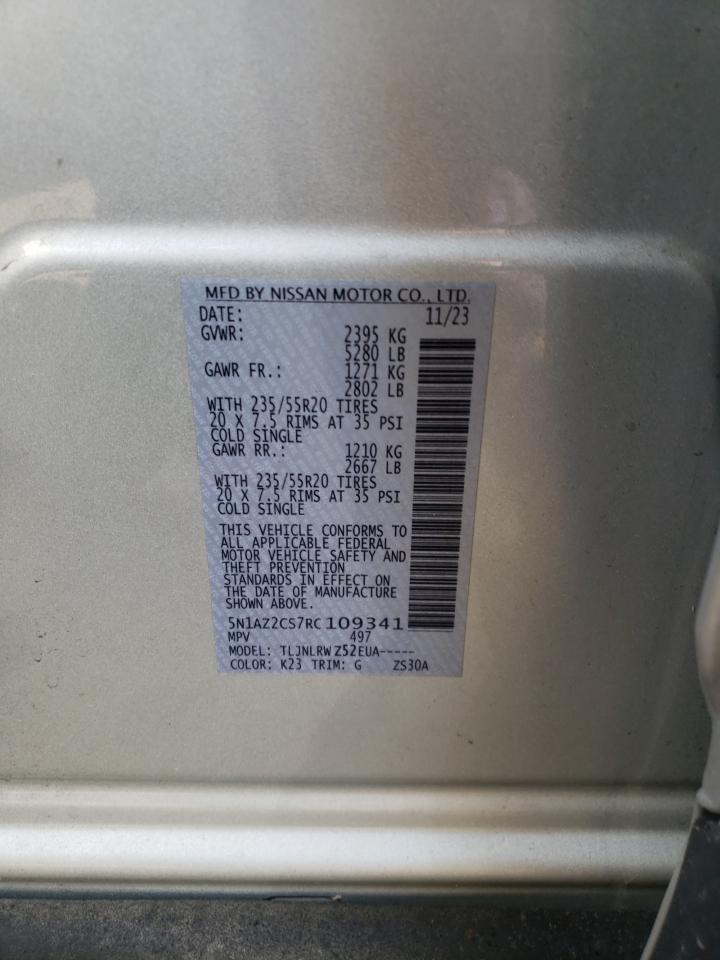 MFD BY NISSAN MOTOR CO., LTD.
DATE: 11/23
GVWR: 2395 KG
5280 LB
GAWR FR.: 1271 KG
2802 LB
WITH 235/55R20 TIRES
20 X 7.5 RIMS AT 35 PSI
COLD SINGLE
GAWR RR.: 1210 KG
2667 LB
WITH 235/55R20 TIRES
20 X 7.5 RIMS AT 35 PSI
COLD SINGLE
THIS VEHICLE CONFORMS TO
ALL APPLICABLE FEDERAL
MOTOR VEHICLE SAFETY AND
THEFT PREVENTION
STANDARDS IN EFFECT ON
THE DATE OF MANUFACTURE
SHOWN ABOVE.
5N1AZ2CS7RC109341
MPV 497
MODEL: TLJNLRWZ52EUA-----
COLOR: K23 TRIM: G ZS30A